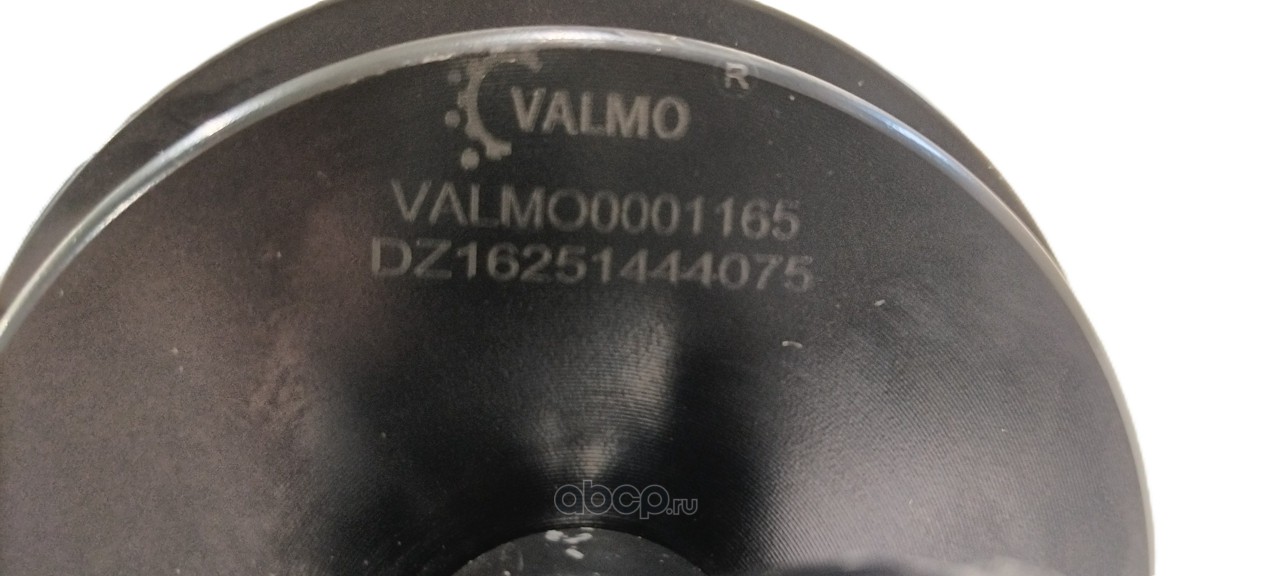 R
VALMO
VALMO0001165
DZ16251444075
abcp.ru